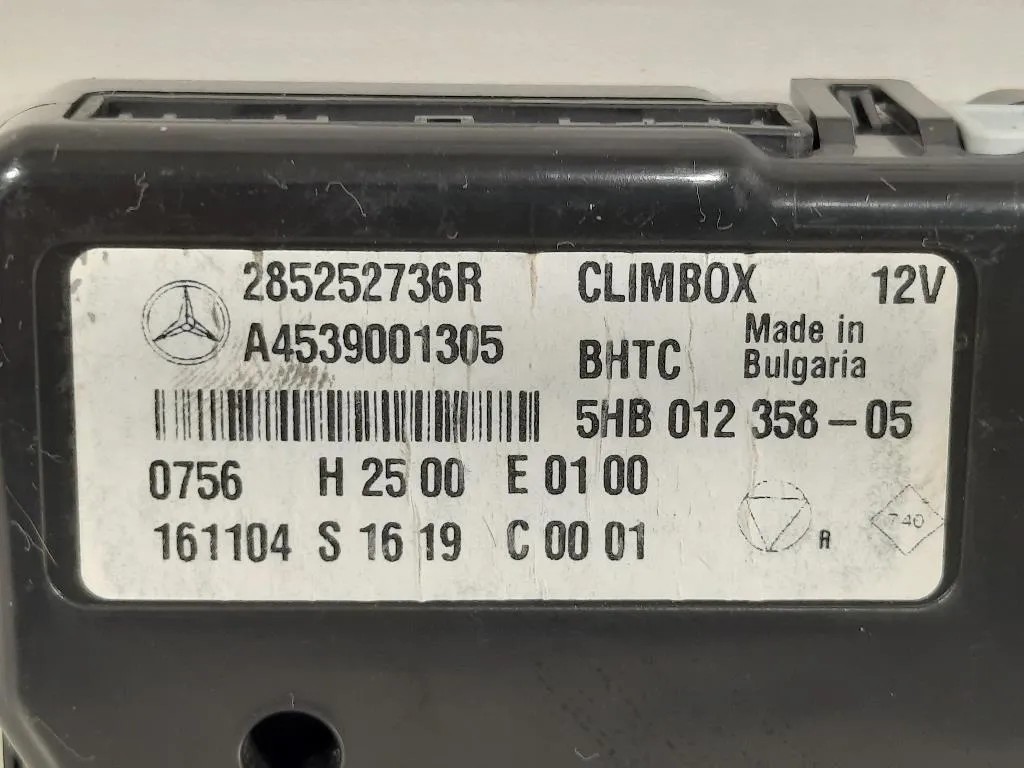 285252736R CLIMBOX 12V
A4539001305 BHTC Made in
Bulgaria
5HB 012 358-05
0756 H 25 00 E 01 00
161104 S 16 19 C 00 01
R
740